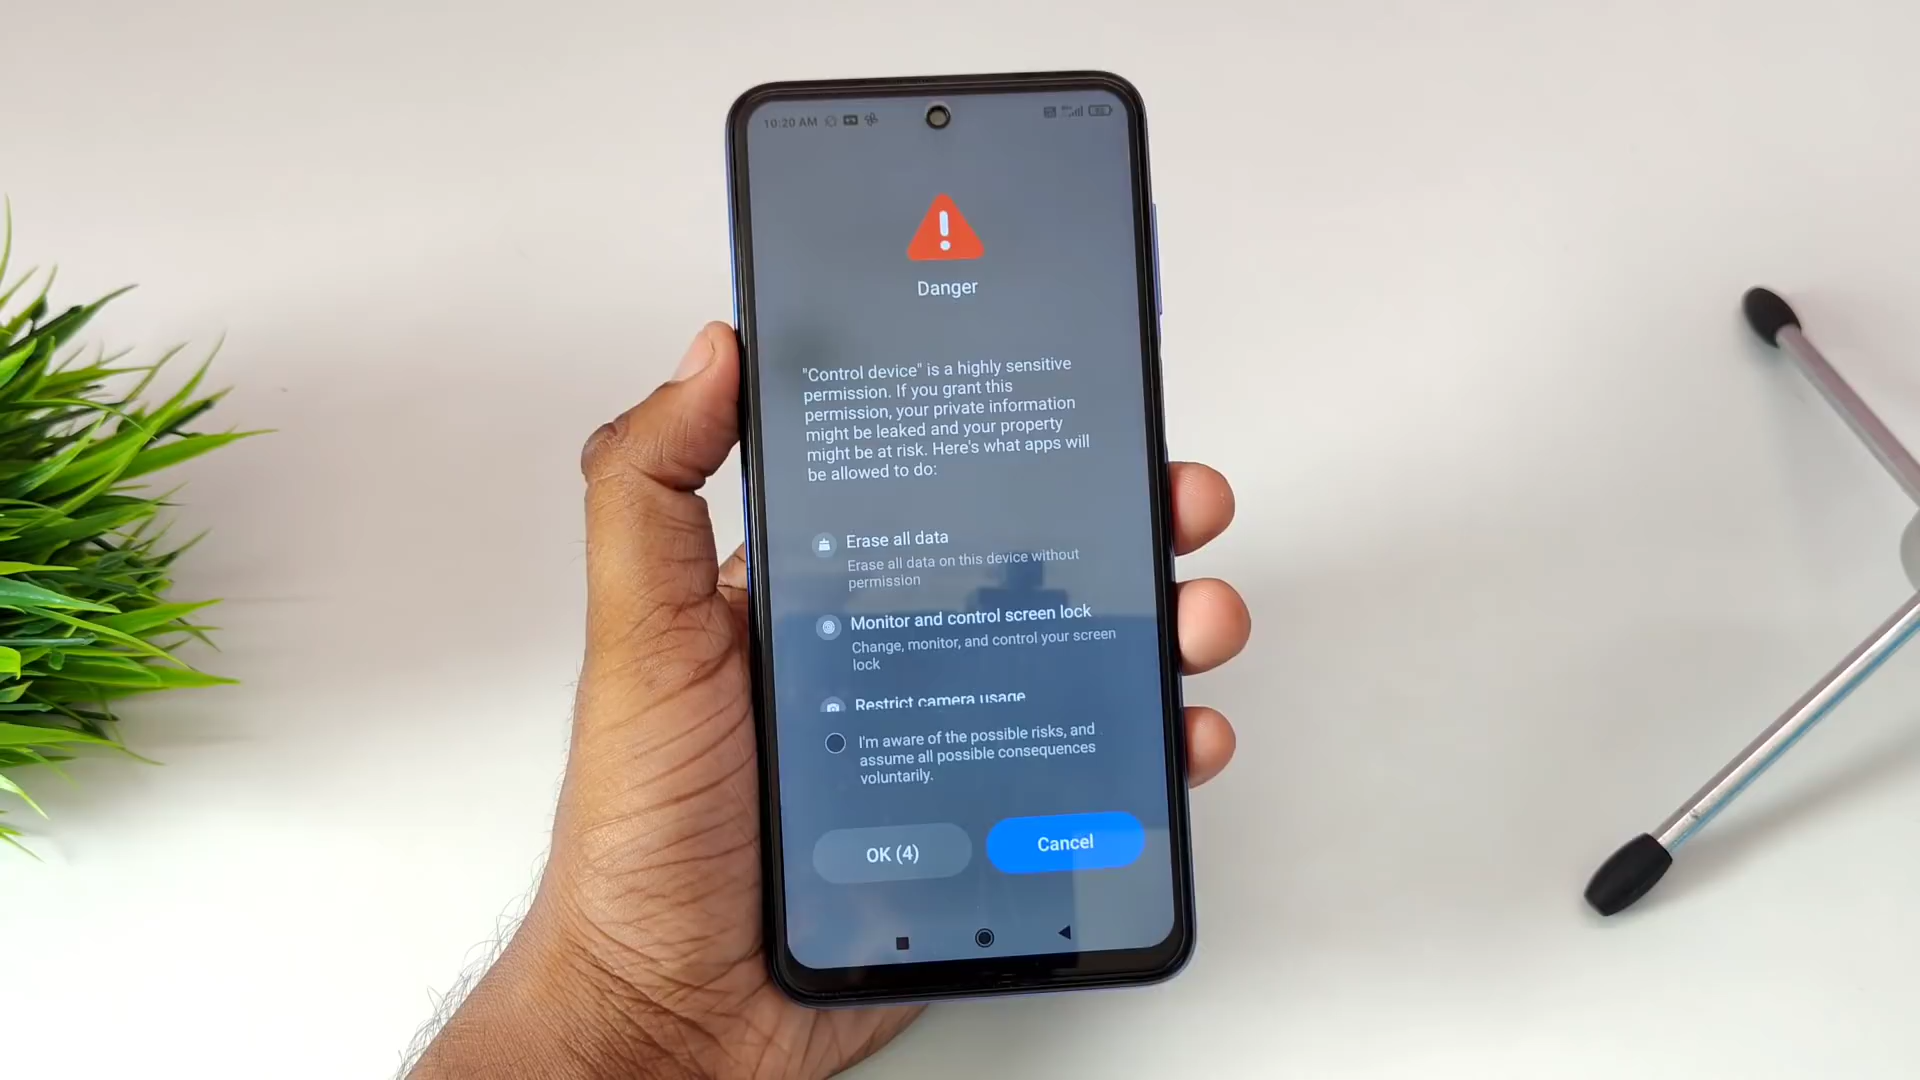 10:20 AM
Danger
"Control device" is a highly sensitive
permission. If you grant this
permission, your private information
might be leaked and your property
might be at risk. Here's what apps will
be allowed to do:
Erase all data
Erase all data on this device without
permission
Monitor and control screen lock
Change, monitor, and control your screen
lock
Restrict camera usage
I'm aware of the possible risks, and
assume all possible consequences
voluntarily.
OK (4)
Cancel